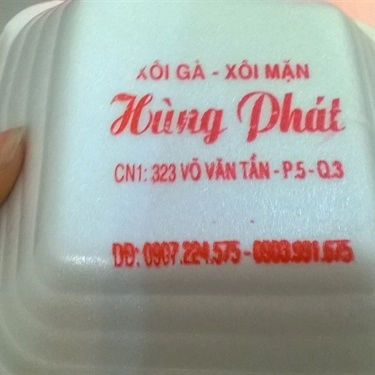 XÔI GÀ - XÔI MẶN
Hùng Phát
CN1: 323 VÕ VĂN TẦN - P.5 - Q.3
DĐ: 0907.224.575 - 0903.991.675